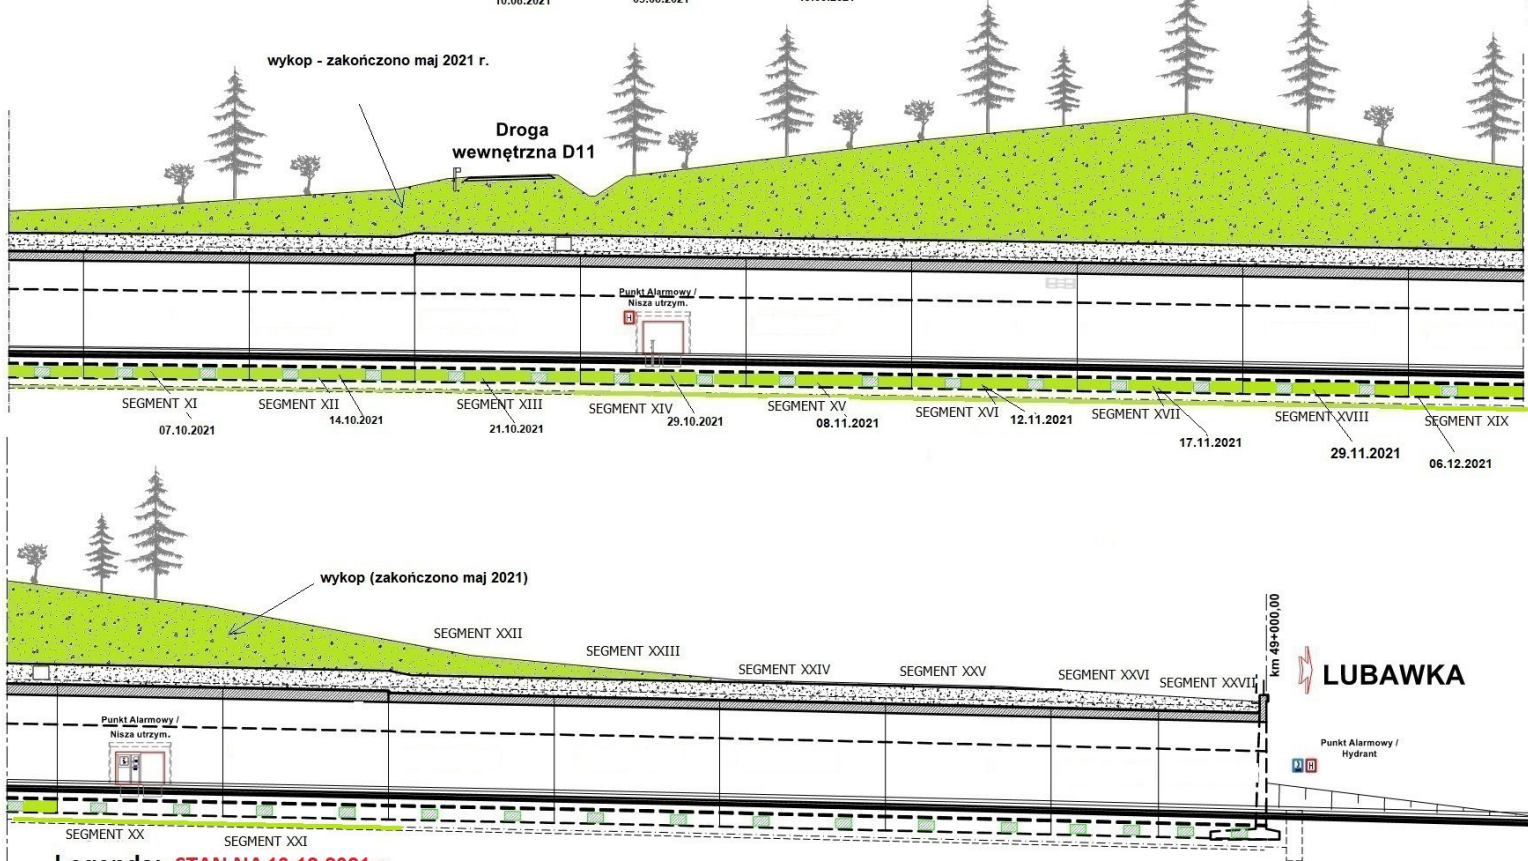 wykop - zakończono maj 2021 r.
Droga
wewnętrzna D11
Punkt Alarmowy /
Nisza utrzym.
H
SEGMENT XI
SEGMENT XII
SEGMENT XIII
SEGMENT XIV
SEGMENT XV
SEGMENT XVI
SEGMENT XVII
SEGMENT XVIII
SEGMENT XIX
07.10.2021
14.10.2021
21.10.2021
29.10.2021
08.11.2021
12.11.2021
17.11.2021
29.11.2021
06.12.2021
wykop (zakończono maj 2021)
SEGMENT XXII
SEGMENT XXIII
SEGMENT XXIV
SEGMENT XXV
SEGMENT XXVI
SEGMENT XXVII
km 49+000,00
LUBAWKA
Punkt Alarmowy /
Nisza utrzym.
Punkt Alarmowy /
Hydrant
H
SEGMENT XX
SEGMENT XXI